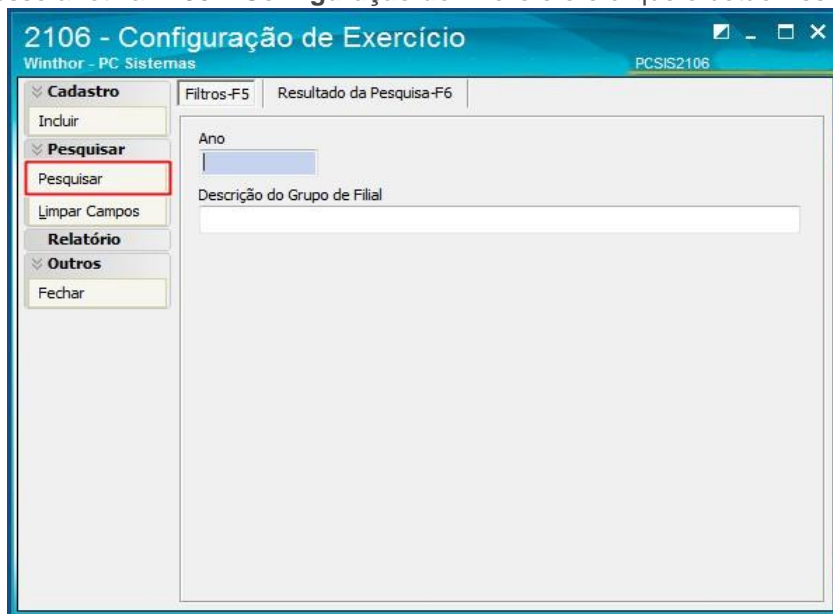 2106 - Configuração de Exercício
Winthor - PC Sistemas
PCSIS2106
Cadastro
Incluir
Pesquisar
Pesquisar
Limpar Campos
Relatório
Outros
Fechar
Filtros-F5
Resultado da Pesquisa-F6
Ano
Descrição do Grupo de Filial